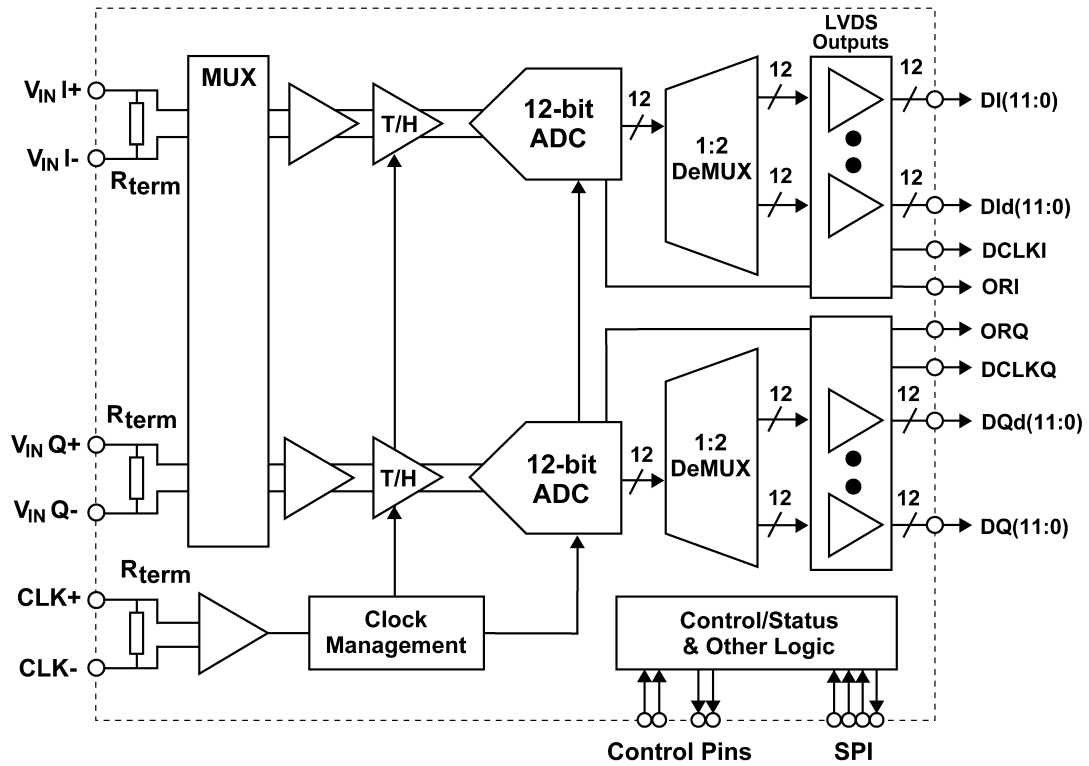 LVDS
Outputs
V_IN I+
V_IN I-
R_term
MUX
T/H
12-bit
ADC
12
1:2
DeMUX
12
12
12
12
DI(11:0)
DId(11:0)
DCLKI
ORI
ORQ
DCLKQ
R_term
V_IN Q+
V_IN Q-
T/H
12-bit
ADC
12
1:2
DeMUX
12
12
12
12
DQd(11:0)
DQ(11:0)
R_term
CLK+
CLK-
Clock
Management
Control/Status
& Other Logic
Control Pins
SPI